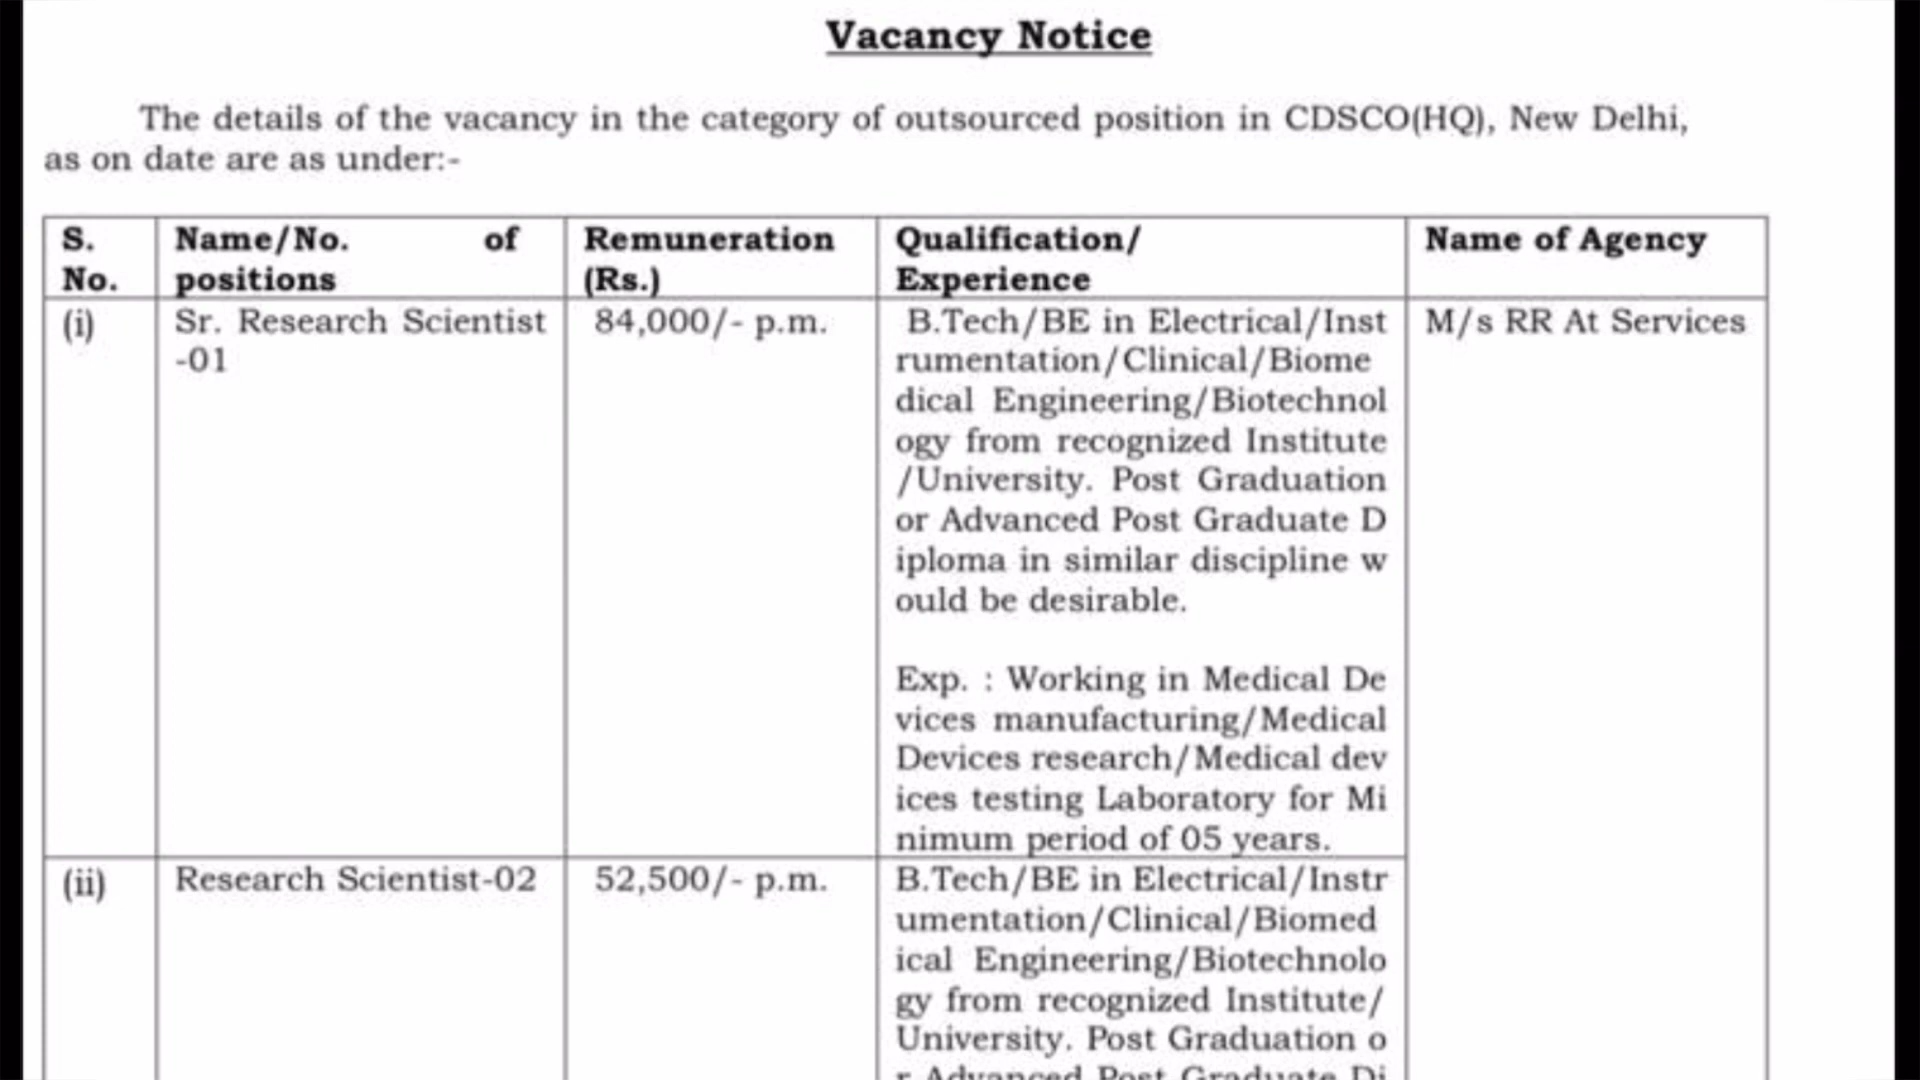 Vacancy Notice
The details of the vacancy in the category of outsourced position in CDSCO(HQ), New Delhi,
as on date are as under:-
S.
No.
Name/No. of
positions
Remuneration
(Rs.)
Qualification/
Experience
Name of Agency
(i)
Sr. Research Scientist
-01
84,000/- p.m.
B.Tech/BE in Electrical/Inst
rumentation/Clinical/Biome
dical Engineering/Biotechnol
ogy from recognized Institute
/University. Post Graduation
or Advanced Post Graduate D
iploma in similar discipline w
ould be desirable.
Exp. : Working in Medical De
vices manufacturing/Medical
Devices research/Medical dev
ices testing Laboratory for Mi
nimum period of 05 years.
M/s RR At Services
(ii)
Research Scientist-02
52,500/- p.m.
B.Tech/BE in Electrical/Instr
umentation/Clinical/Biomed
ical Engineering/Biotechnolo
gy from recognized Institute/
University. Post Graduation o
r Advanced Post Graduate Di